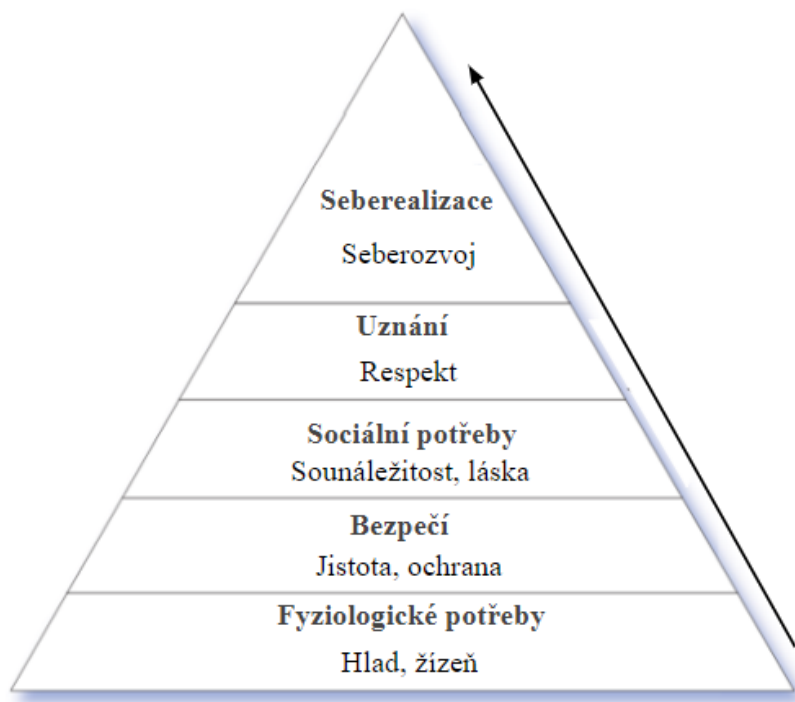 Seberealizace
Seberozvoj
Uznání
Respekt
Sociální potřeby
Sounáležitost, láska
Bezpečí
Jistota, ochrana
Fyziologické potřeby
Hlad, žízeň